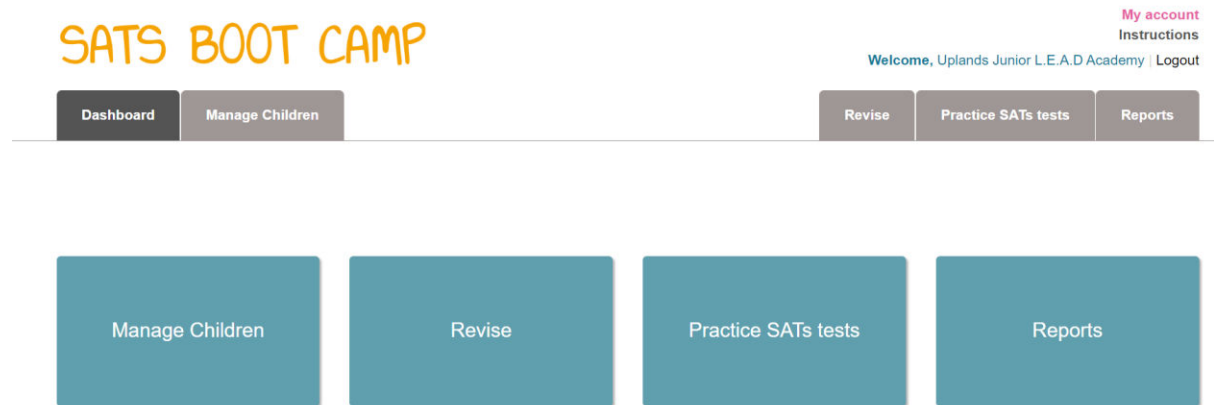 SATS BOOT CAMP
My account
Instructions
Welcome, Uplands Junior L.E.A.D Academy | Logout
Dashboard Manage Children Revise Practice SATs tests Reports
Manage Children Revise Practice SATs tests Reports